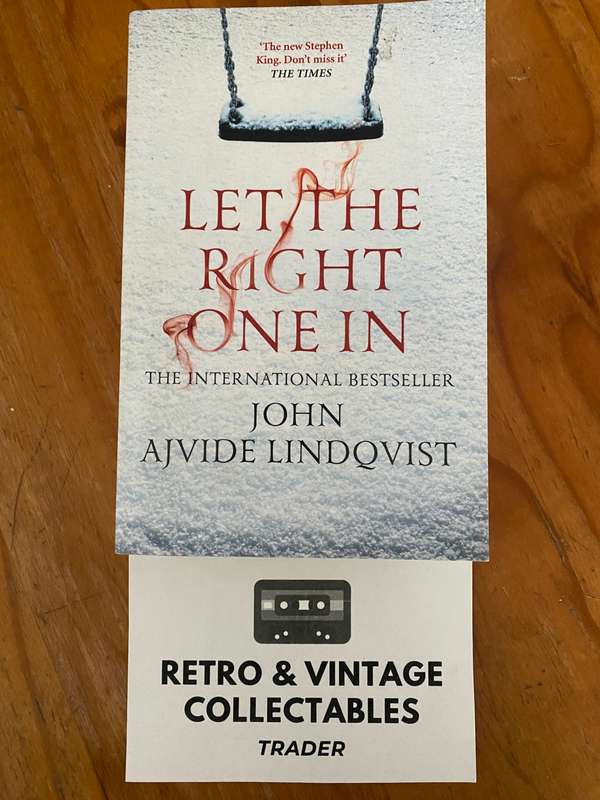 ‘The new Stephen
King. Don’t miss it’
THE TIMES
LET THE
RIGHT
ONE IN
THE INTERNATIONAL BESTSELLER
JOHN
AJVIDE LINDQVIST
RETRO & VINTAGE
COLLECTABLES
TRADER